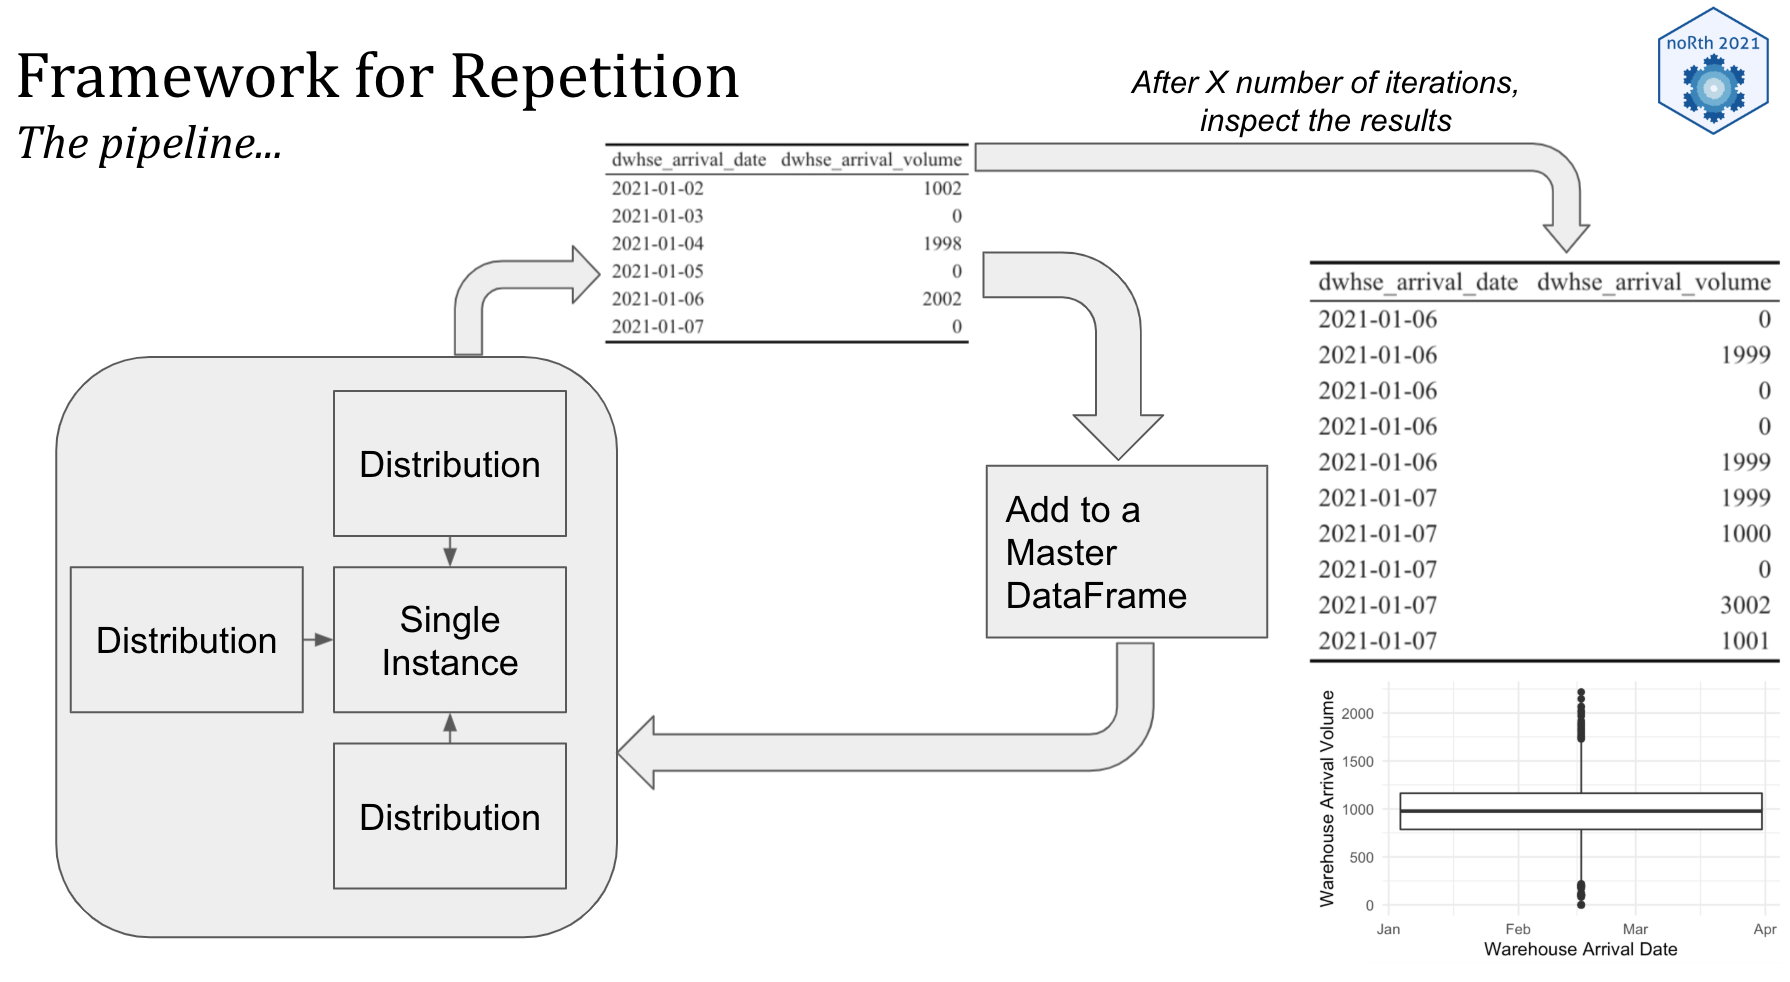 Framework for Repetition
The pipeline...
noRth 2021
After X number of iterations,
inspect the results
dwhse_arrival_date dwhse_arrival_volume
2021-01-02 1002
2021-01-03 0
2021-01-04 1998
2021-01-05 0
2021-01-06 2002
2021-01-07 0
Distribution
Distribution
Single
Instance
Distribution
Add to a
Master
DataFrame
dwhse_arrival_date dwhse_arrival_volume
2021-01-06 0
2021-01-06 1999
2021-01-06 0
2021-01-06 0
2021-01-06 1999
2021-01-07 1999
2021-01-07 1000
2021-01-07 0
2021-01-07 3002
2021-01-07 1001
Warehouse Arrival Volume
2000
1500
1000
500
0
Jan Feb Mar Apr
Warehouse Arrival Date